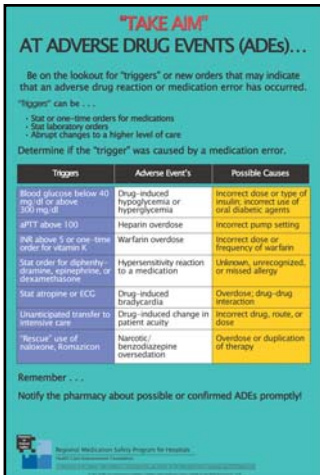 "TAKE AIM"
AT ADVERSE DRUG EVENTS (ADEs)...
Be on the lookout for "triggers" or new orders that may indicate
that an adverse drug reaction or medication error has occurred.
"Triggers" can be . . .
· Stat or one-time orders for medications
· Stat laboratory orders
· Abrupt changes to a higher level of care
Determine if the "trigger" was caused by a medication error.
Triggers Adverse Event's Possible Causes
Blood glucose below 40
mg/dl or above
300 mg/dl
Drug-induced
hypoglycemia or
hyperglycemia
Incorrect dose or type of
insulin; incorrect use of
oral diabetic agents
aPTT above 100
Heparin overdose
Incorrect pump setting
INR above 5 or one-time
order for vitamin K
Warfarin overdose
Incorrect dose or
frequency of warfarin
Stat order for diphenhy-
dramine, epinephrine, or
dexamethasone
Hypersensitivity reaction
to a medication
Unknown, unrecognized,
or missed allergy
Stat atropine or ECG
Drug-induced
bradycardia
Overdose; drug-drug
interaction
Unanticipated transfer to
intensive care
Drug-induced change in
patient acuity
Incorrect drug, route, or
dose
"Rescue" use of
naloxone, Romazicon
Narcotic/
benzodiazepine
oversedation
Overdose or duplication
of therapy
Remember . . .
Notify the pharmacy about possible or confirmed ADEs promptly!
Regional Medication Safety Program for Hospitals
Health Care Improvement Foundation